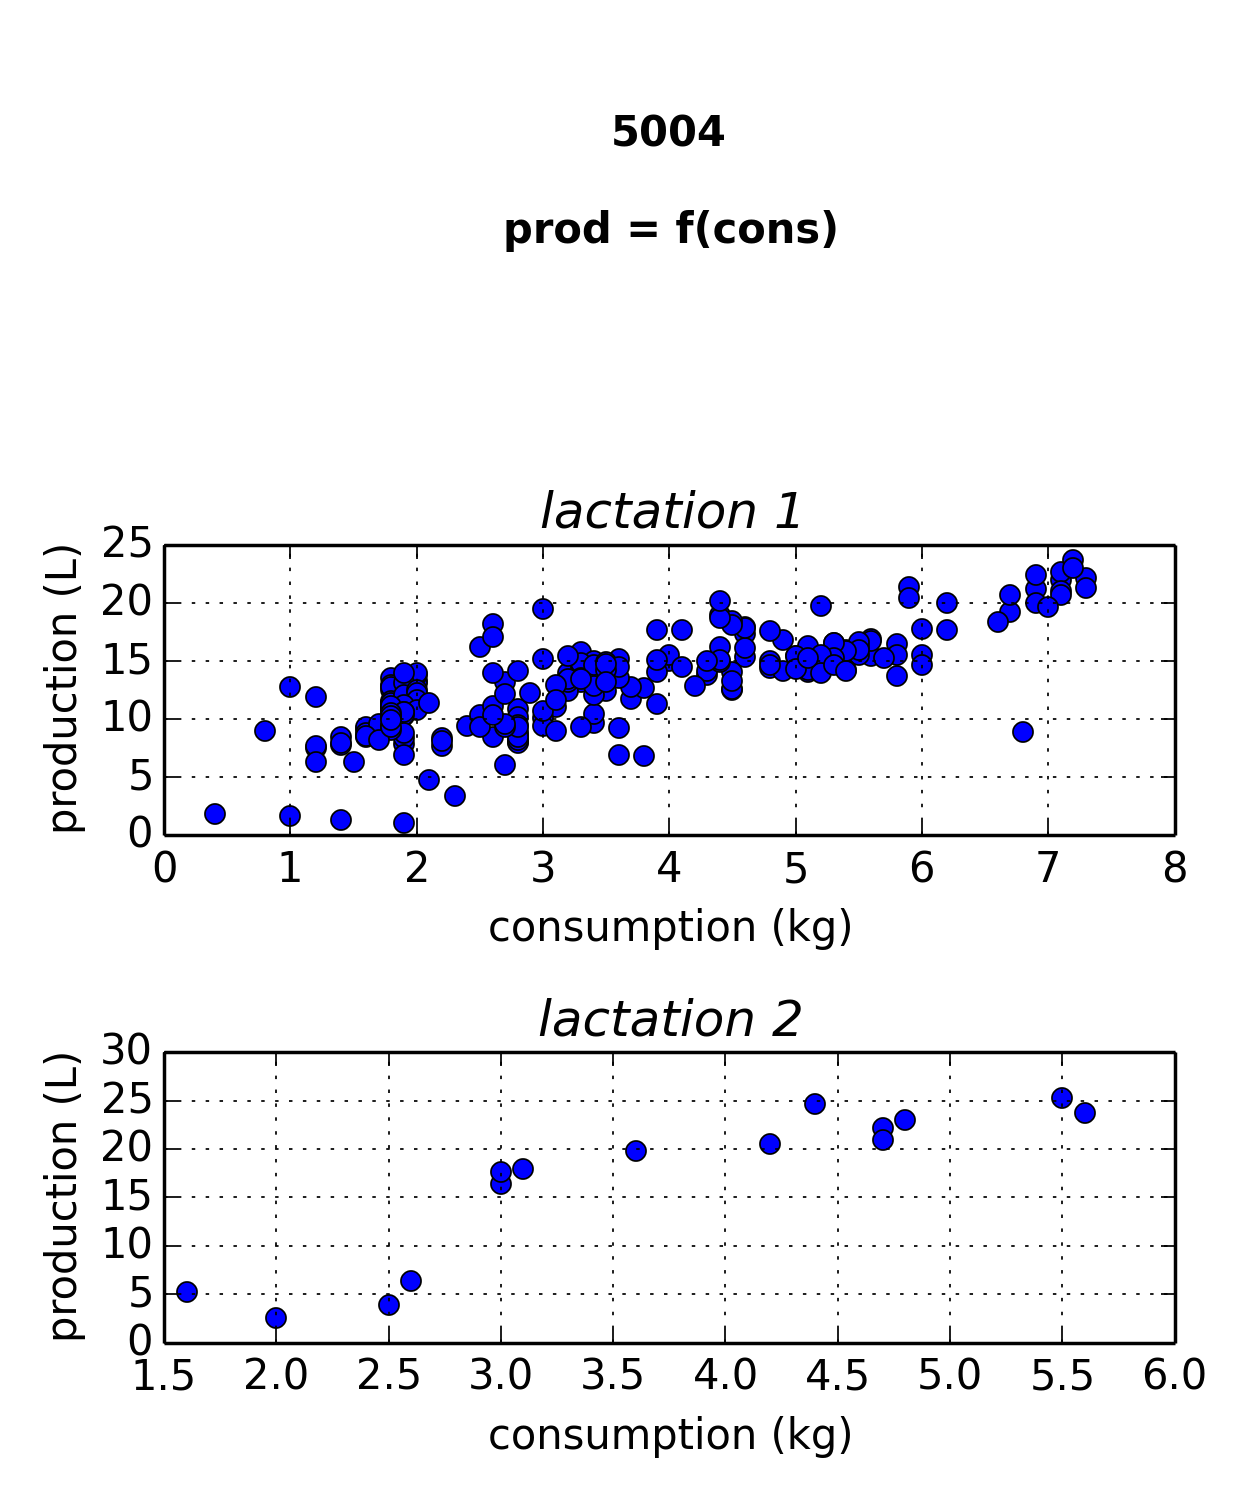 5004
prod = f(cons)
lactation 1
production (L)
25
20
15
10
5
0
0 1 2 3 4 5 6 7 8
consumption (kg)
lactation 2
production (L)
30
25
20
15
10
5
0
1.5 2.0 2.5 3.0 3.5 4.0 4.5 5.0 5.5 6.0
consumption (kg)